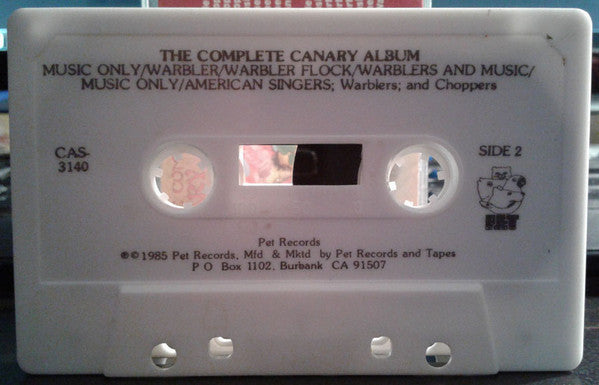 THE COMPLETE CANARY ALBUM
MUSIC ONLY/WARBLER/WARBLER FLOCK/WARBLERS AND MUSIC/
MUSIC ONLY/AMERICAN SINGERS; Warblers; and Choppers
CAS-
3140
SIDE 2
PET
Pet Records
℗©1985 Pet Records, Mfd & Mktd by Pet Records and Tapes
P O Box 1102, Burbank CA 91507